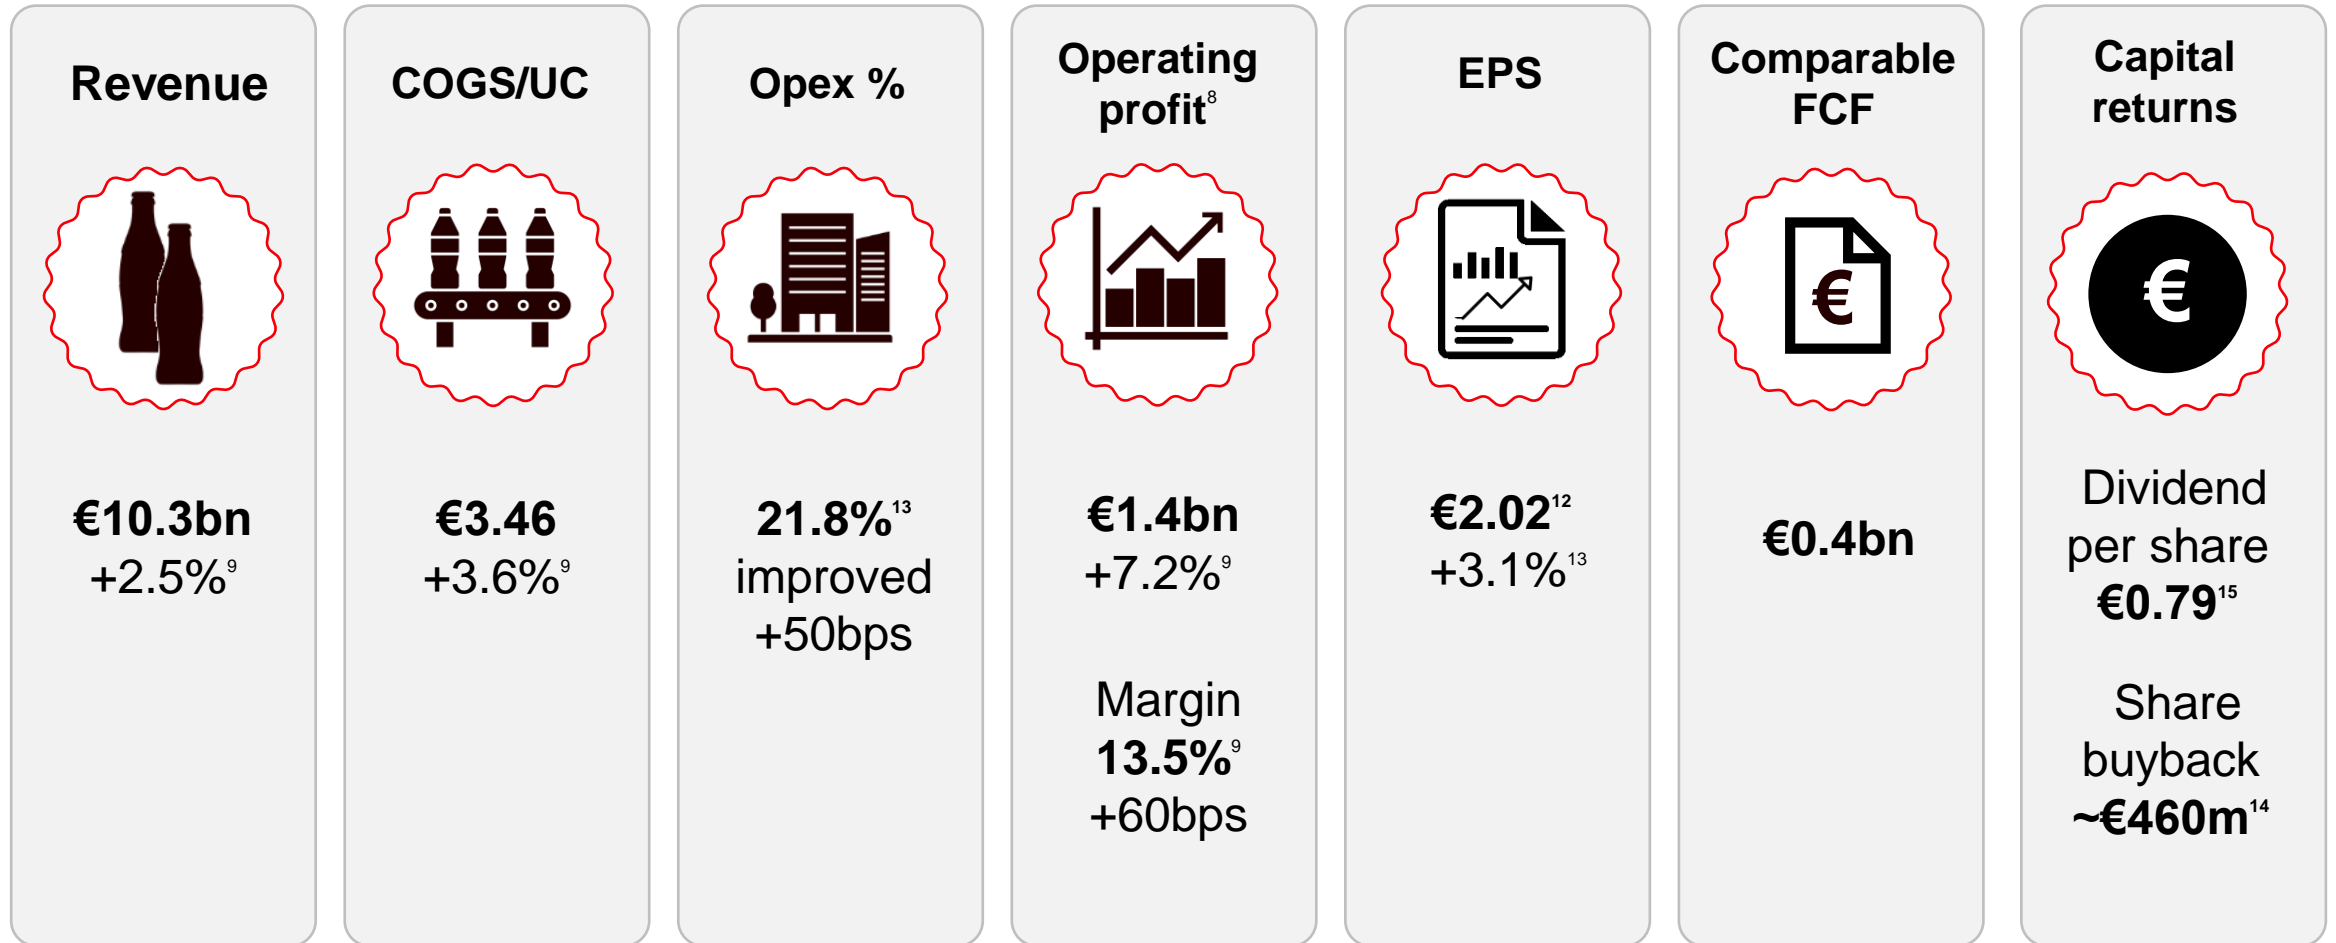 Revenue
€10.3bn
+2.5%⁹
COGS/UC
€3.46
+3.6%⁹
Opex %
21.8%¹³
improved
+50bps
Operating
profit⁸
€1.4bn
+7.2%⁹
Margin
13.5%⁹
+60bps
EPS
€2.02¹²
+3.1%¹³
Comparable
FCF
€
€0.4bn
Capital
returns
€
Dividend
per share
€0.79¹⁵
Share
buyback
~€460m¹⁴